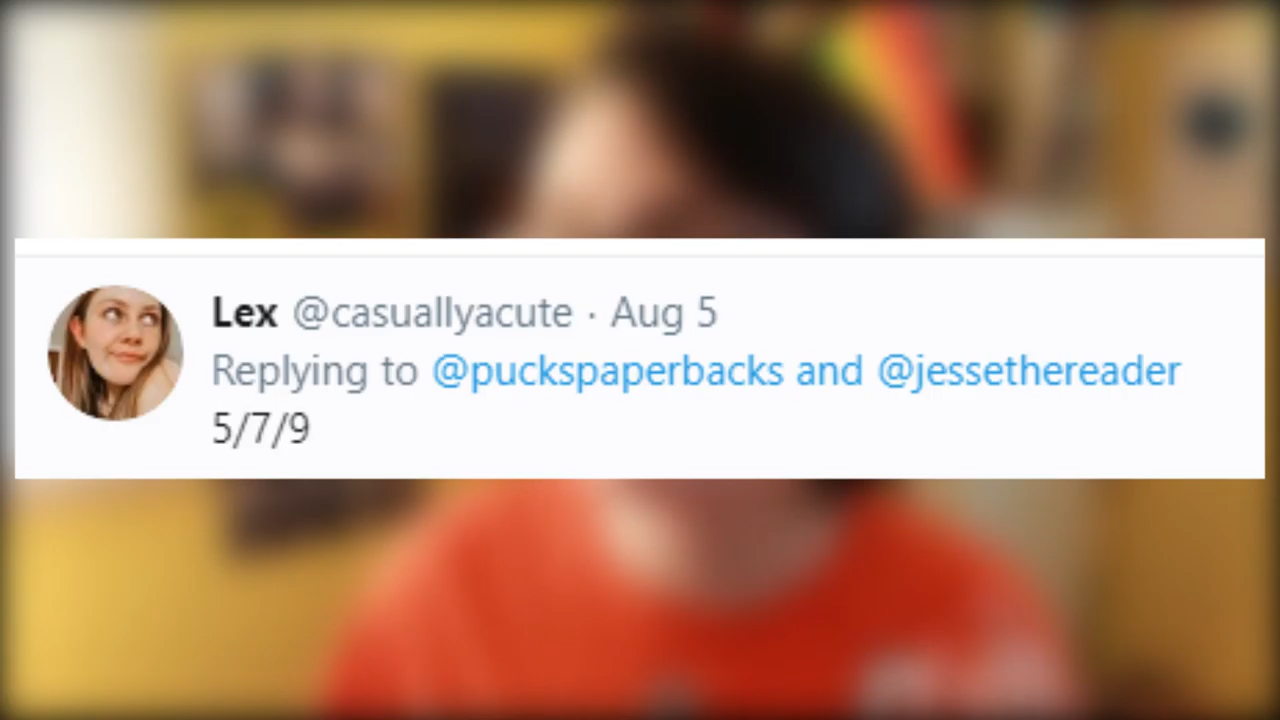 Lex @casuallyacute · Aug 5
Replying to @puckspaperbacks and @jessethereader
5/7/9